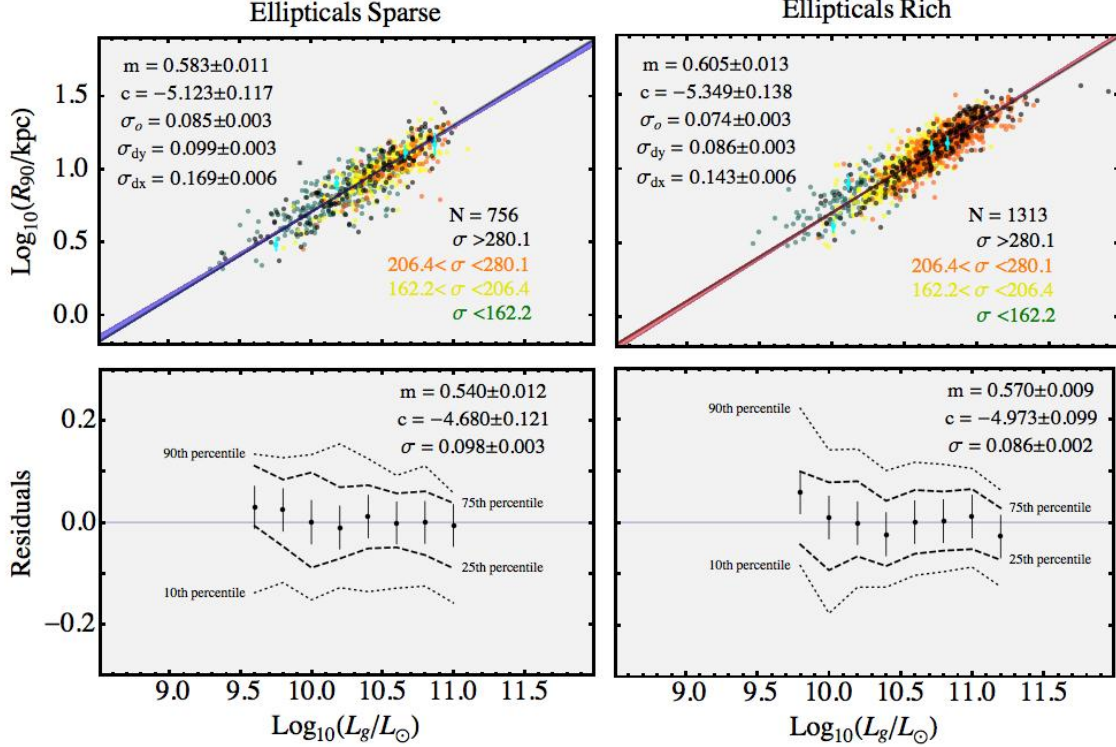 Ellipticals Sparse
Ellipticals Rich
Log10(R90/kpc)
1.5
1.0
0.5
0.0
m = 0.583±0.011
c = −5.123±0.117
σo = 0.085±0.003
σdy = 0.099±0.003
σdx = 0.169±0.006
N = 756
σ >280.1
206.4< σ <280.1
162.2< σ <206.4
σ <162.2
m = 0.605±0.013
c = −5.349±0.138
σo = 0.074±0.003
σdy = 0.086±0.003
σdx = 0.143±0.006
N = 1313
σ >280.1
206.4< σ <280.1
162.2< σ <206.4
σ <162.2
Residuals
0.2
0.0
−0.2
m = 0.540±0.012
c = −4.680±0.121
σ = 0.098±0.003
90th percentile
75th percentile
25th percentile
10th percentile
m = 0.570±0.009
c = −4.973±0.099
σ = 0.086±0.002
90th percentile
75th percentile
10th percentile
25th percentile
9.0 9.5 10.0 10.5 11.0 11.5
9.0 9.5 10.0 10.5 11.0 11.5
Log10(Lg/L⊙)
Log10(Lg/L⊙)